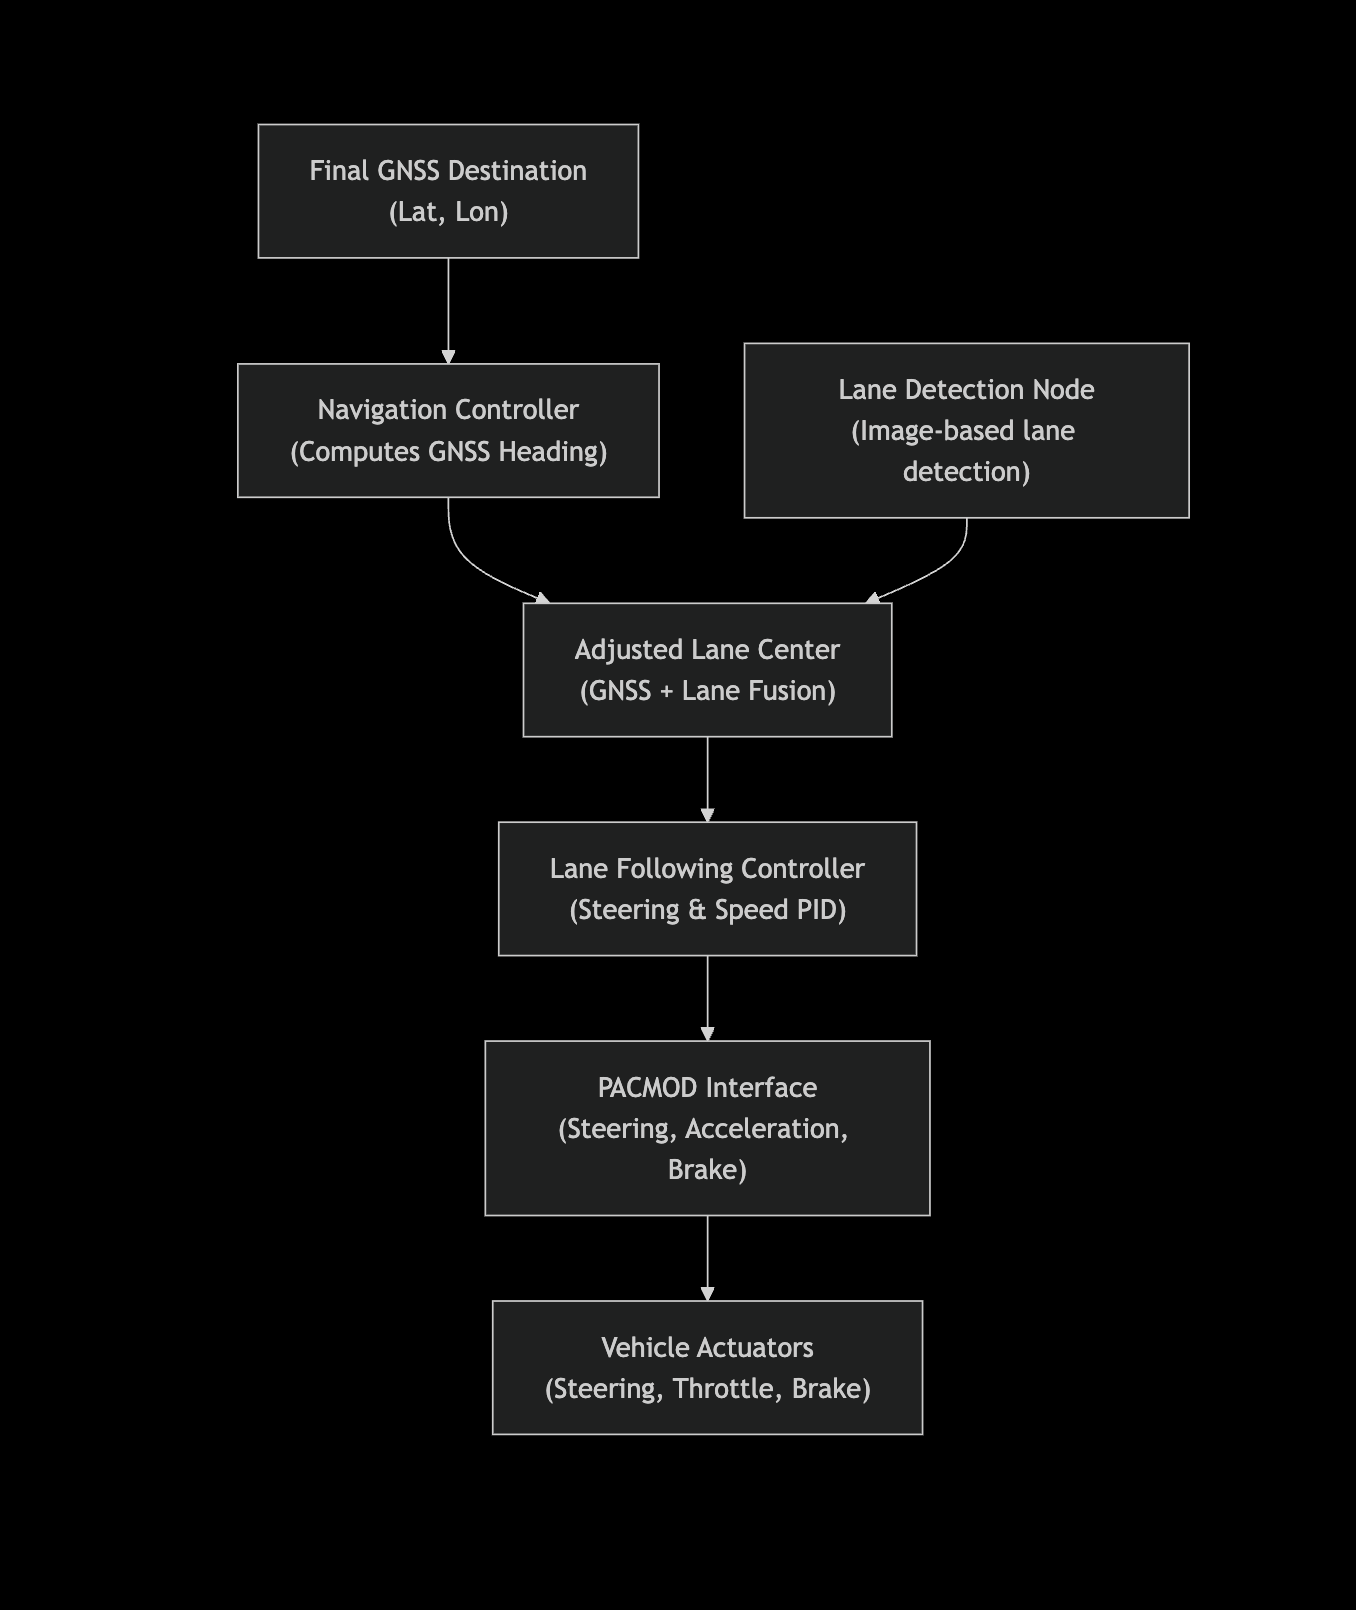 Final GNSS Destination
(Lat, Lon)
Navigation Controller
(Computes GNSS Heading)
Lane Detection Node
(Image-based lane
detection)
Adjusted Lane Center
(GNSS + Lane Fusion)
Lane Following Controller
(Steering & Speed PID)
PACMOD Interface
(Steering, Acceleration,
Brake)
Vehicle Actuators
(Steering, Throttle, Brake)